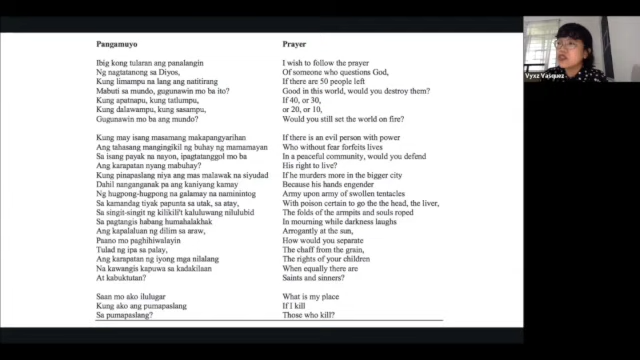 Pangamuyo
Ibig kong tularan ang panalangin
Ng nagtatanong sa Diyos,
Kung limampu na lang ang natitirang
Mabuti sa mundo, gugunawin mo ba ito?
Kung apatnapu, kung tatlumpu,
Kung dalawampu, kung sasampu,
Gugunawin mo ba ang mundo?
Kung may isang masamang makapangyarihan
Ang tahasang mangingikil ng buhay ng mamamayan
Sa isang payak na nayon, ipagtatanggol mo ba
Ang karapatan nyang mabuhay?
Kung pinapaslang niya ang mas malawak na siyudad
Dahil nanganganak pa ang kaniyang kamay
Ng hugpong-hugpong na galamay na naminintog
Sa kamandag tiyak papunta sa utak, sa atay,
Sa singit-singit ng kilikili't kaluluwang nilulubid
Sa pagtangis habang humahalakhak
Ang kapalaluan ng dilim sa araw,
Paano mo paghihiwalayin
Tulad ng ipa sa palay,
Ang karapatan ng iyong mga nilalang
Na kawangis kapuwa sa kadakilaan
At kabuktutan?
Saan mo ako ilulugar
Kung ako ang pumapaslang
Sa pumapaslang?
Prayer
I wish to follow the prayer
Of someone who questions God,
If there are 50 people left
Good in this world, would you destroy them?
If 40, or 30,
or 20, or 10,
Would you still set the world on fire?
If there is an evil person with power
Who without fear forfeits lives
In a peaceful community, would you defend
His right to live?
If he murders more in the bigger city
Because his hands engender
Army upon army of swollen tentacles
With poison certain to go the the head, the liver,
The folds of the armpits and souls roped
In mourning while darkness laughs
Arrogantly at the sun,
How would you separate
The chaff from the grain,
The rights of your children
When equally there are
Saints and sinners?
What is my place
If I kill
Those who kill?
Vyxz Vasquez